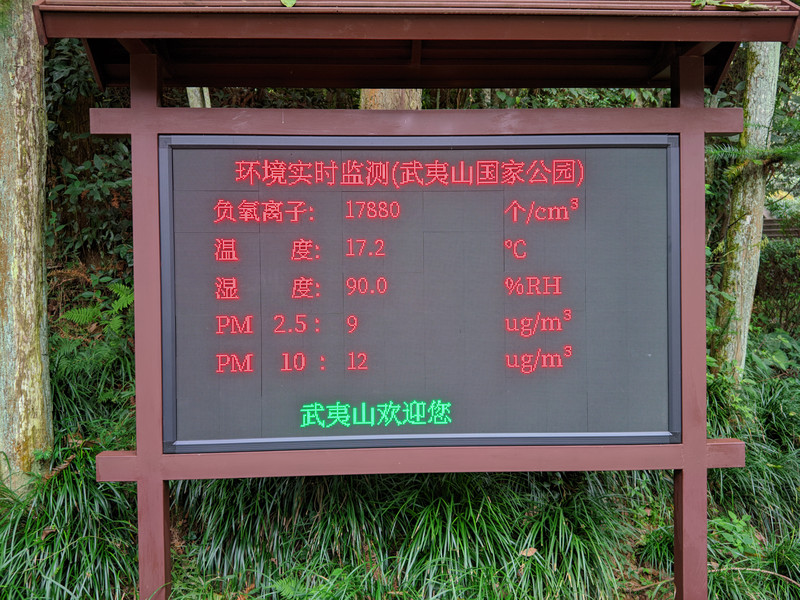 环境实时监测(武夷山国家公园)
负氧离子: 17880 个/cm³
温 度: 17.2 ℃
湿 度: 90.0 %RH
PM 2.5 : 9 ug/m³
PM 10 : 12 ug/m³
武夷山欢迎您